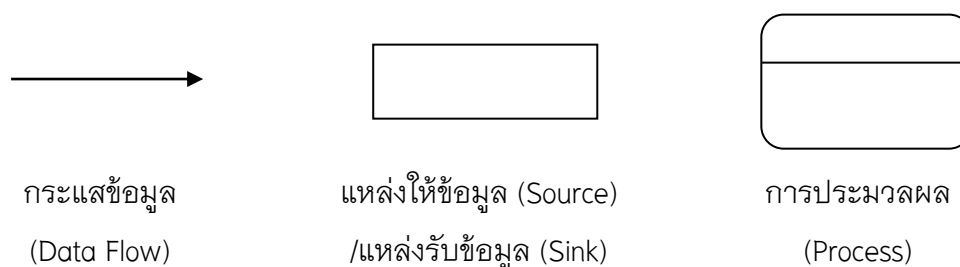 กระแสข้อมูล
(Data Flow)
แหล่งให้ข้อมูล (Source)
/แหล่งรับข้อมูล (Sink)
การประมวลผล
(Process)